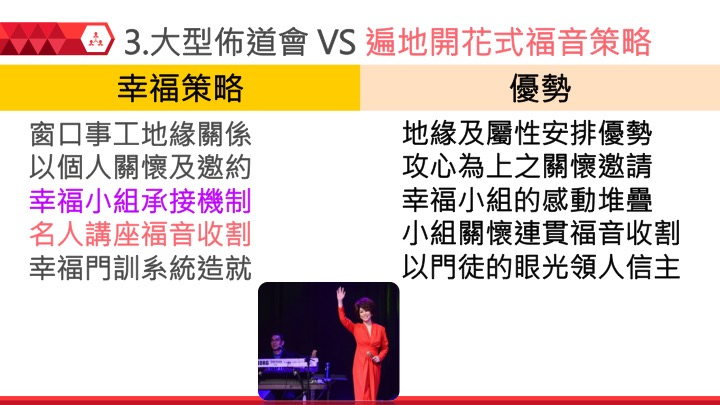 3.大型佈道會 VS 遍地開花式福音策略
幸福策略
優勢
窗口事工地緣關係
以個人關懷及邀約
幸福小組承接機制
名人講座福音收割
幸福門訓系統造就
地緣及屬性安排優勢
攻心為上之關懷邀請
幸福小組的感動堆疊
小組關懷連貫福音收割
以門徒的眼光領人信主
KORG